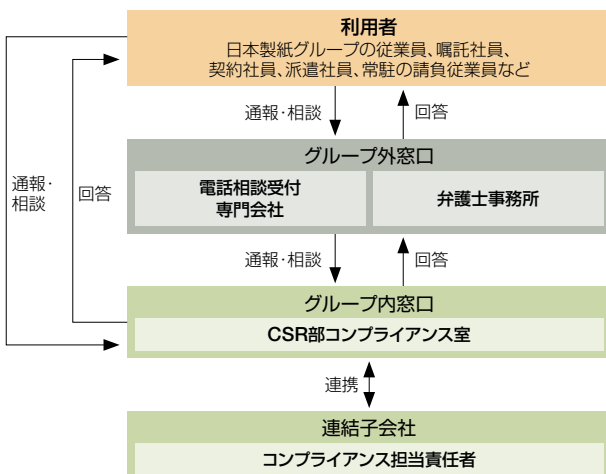 利用者
日本製紙グループの従業員、嘱託社員、
契約社員、派遣社員、常駐の請負従業員など
通報・相談
回答
グループ外窓口
電話相談受付
専門会社
弁護士事務所
通報・
相談
回答
通報・相談
回答
グループ内窓口
CSR部コンプライアンス室
連携
連結子会社
コンプライアンス担当責任者